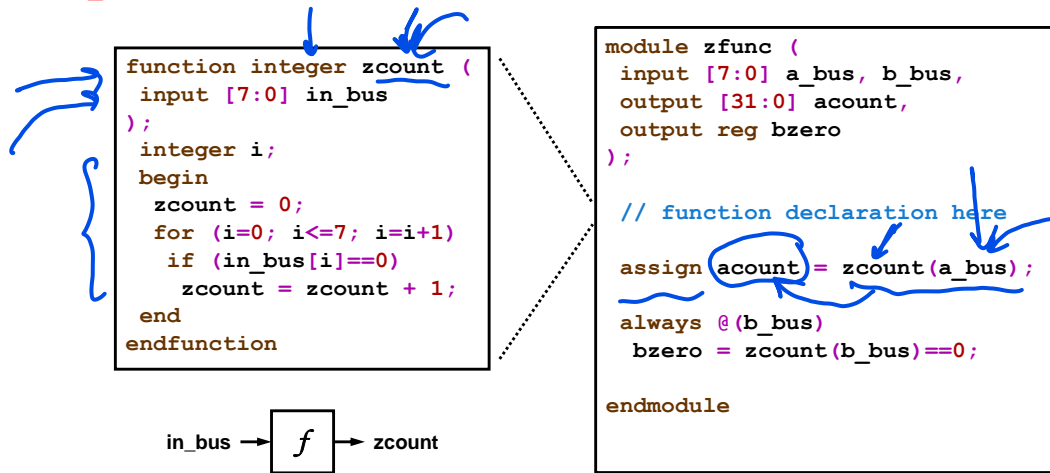 function integer zcount (
input [7:0] in_bus
);
integer i;
begin
zcount = 0;
for (i=0; i<=7; i=i+1)
if (in_bus[i]==0)
zcount = zcount + 1;
end
endfunction
in_bus f zcount
module zfunc (
input [7:0] a_bus, b_bus,
output [31:0] acount,
output reg bzero
);
// function declaration here
assign acount = zcount(a_bus);
always @(b_bus)
bzero = zcount(b_bus)==0;
endmodule